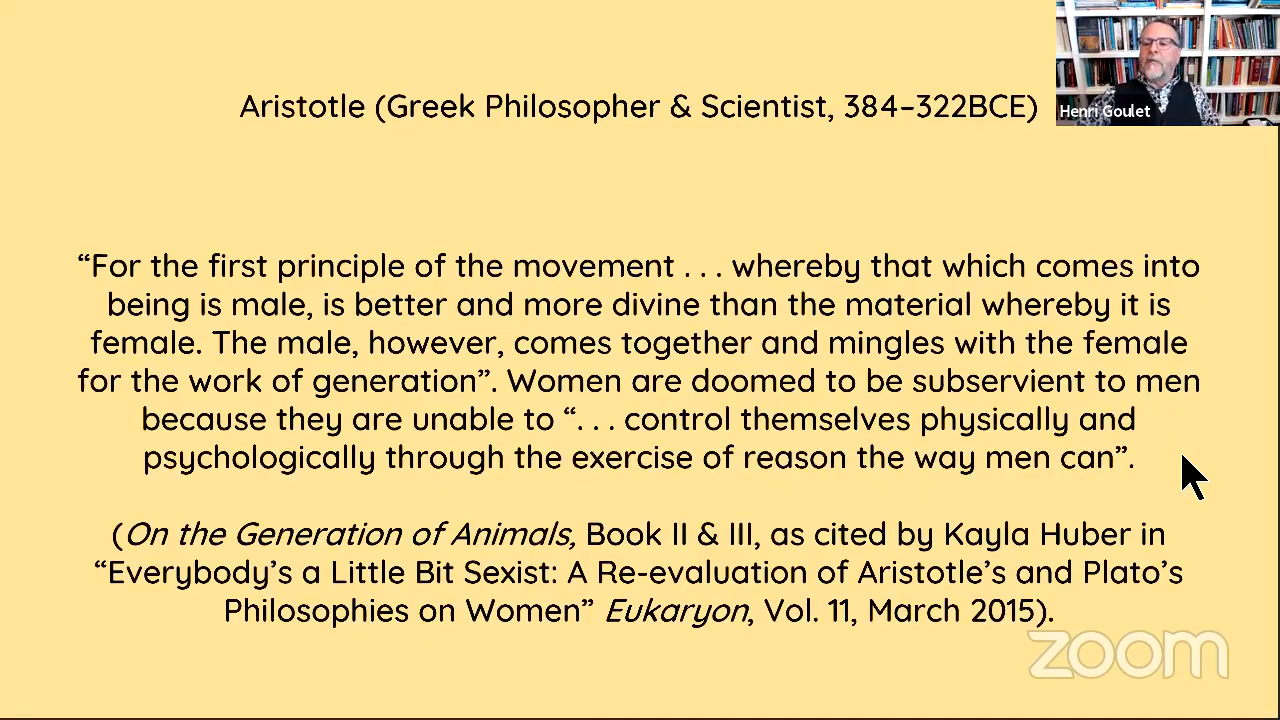 Aristotle (Greek Philosopher & Scientist, 384–322BCE)
Henri Goulet
“For the first principle of the movement . . . whereby that which comes into
being is male, is better and more divine than the material whereby it is
female. The male, however, comes together and mingles with the female
for the work of generation”. Women are doomed to be subservient to men
because they are unable to “. . . control themselves physically and
psychologically through the exercise of reason the way men can”.
(On the Generation of Animals, Book II & III, as cited by Kayla Huber in
“Everybody’s a Little Bit Sexist: A Re-evaluation of Aristotle’s and Plato’s
Philosophies on Women” Eukaryon, Vol. 11, March 2015).
zoom